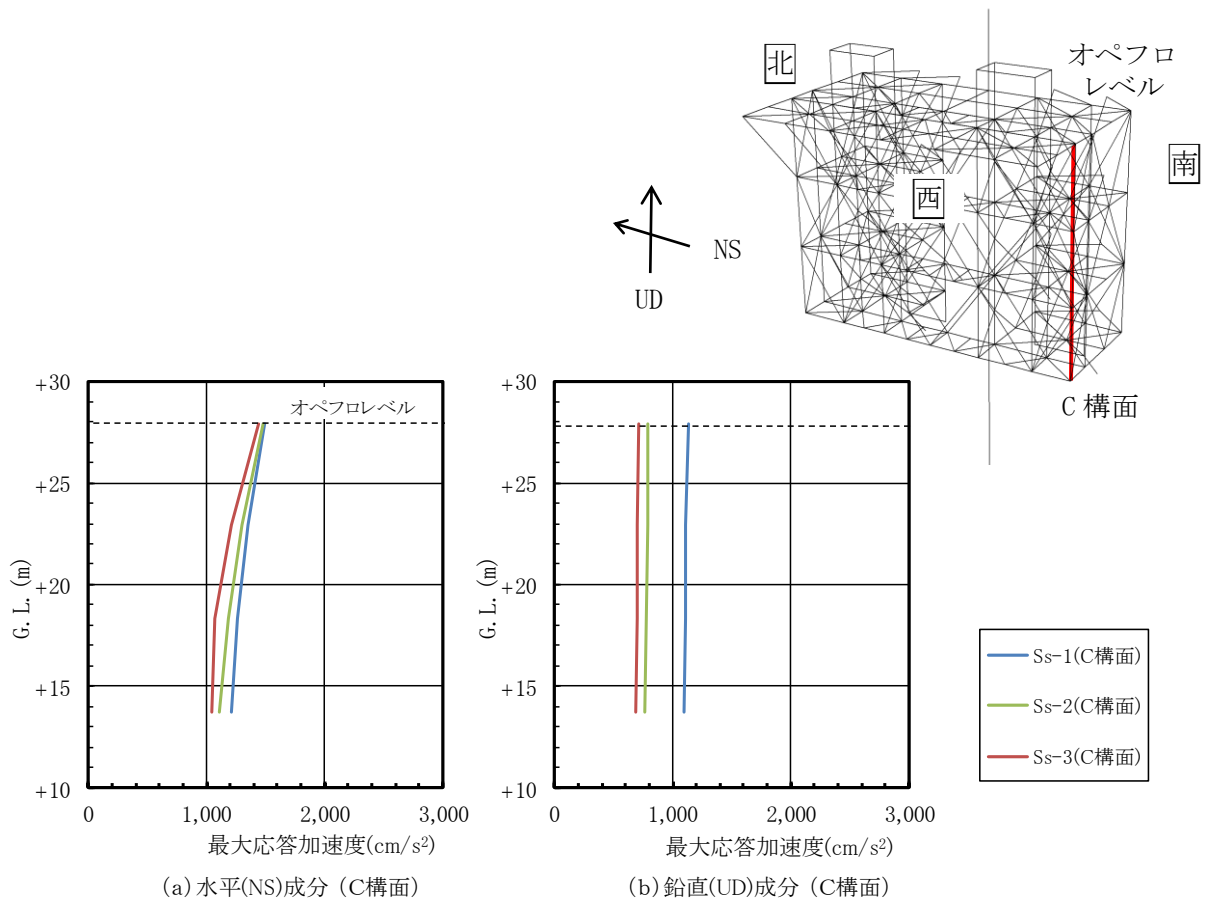 北
オペフロ
レベル
南
西
NS
UD
C 構面
+30
+25
+20
+15
+10
G.L.(m)
オペフロレベル
0
1,000
2,000
3,000
最大応答加速度(cm/s²)
(a)水平(NS)成分 (C構面)
+30
+25
+20
+15
+10
G.L.(m)
0
1,000
2,000
3,000
最大応答加速度(cm/s²)
(b)鉛直(UD)成分 (C構面)
Ss-1(C構面)
Ss-2(C構面)
Ss-3(C構面)